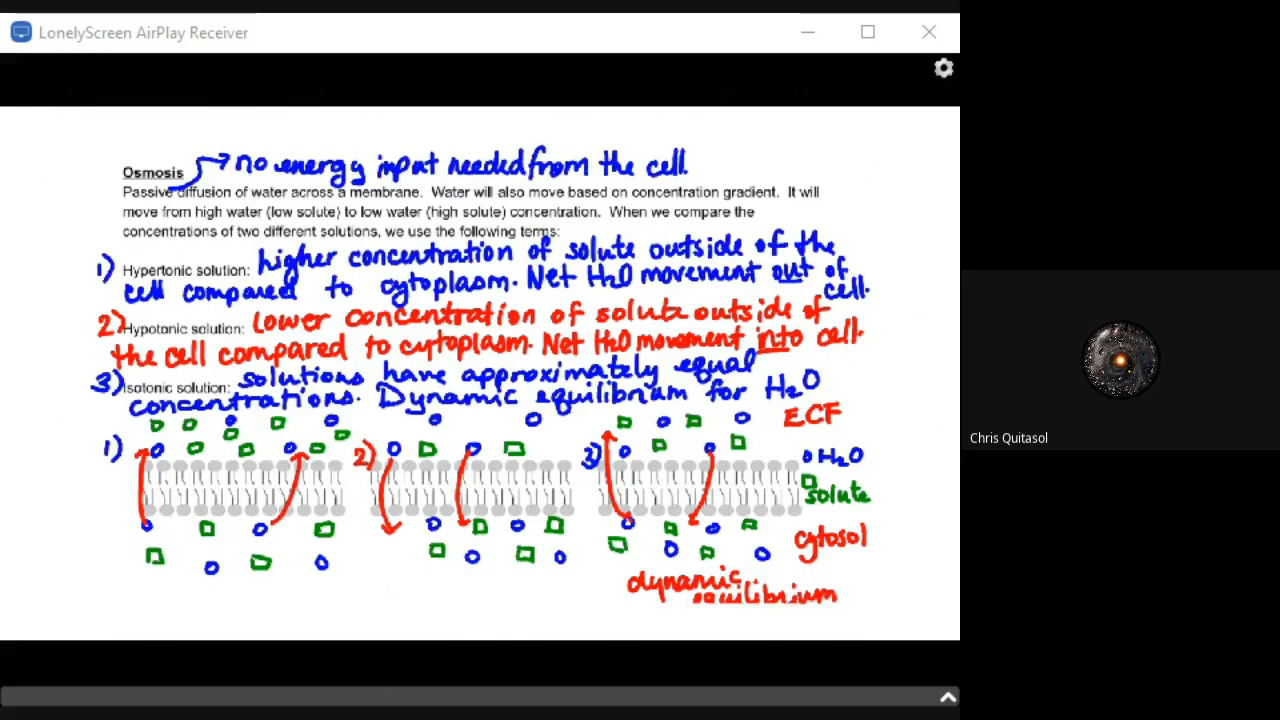 LonelyScreen AirPlay Receiver
Osmosis → no energy input needed from the cell.
Passive diffusion of water across a membrane. Water will also move based on concentration gradient. It will
move from high water (low solute) to low water (high solute) concentration. When we compare the
concentrations of two different solutions, we use the following terms:
1) Hypertonic solution: higher concentration of solute outside of the
cell compared to cytoplasm. Net H2O movement out of
cell.
2) Hypotonic solution: Lower concentration of solute outside of
the cell compared to cytoplasm. Net H2O movement into cell.
3) Isotonic solution: solutions have approximately equal
concentrations. Dynamic equilibrium for H2O
ECF
1) 2) 3) H2O
solute
cytosol
dynamic
equilibrium
Chris Quitasol